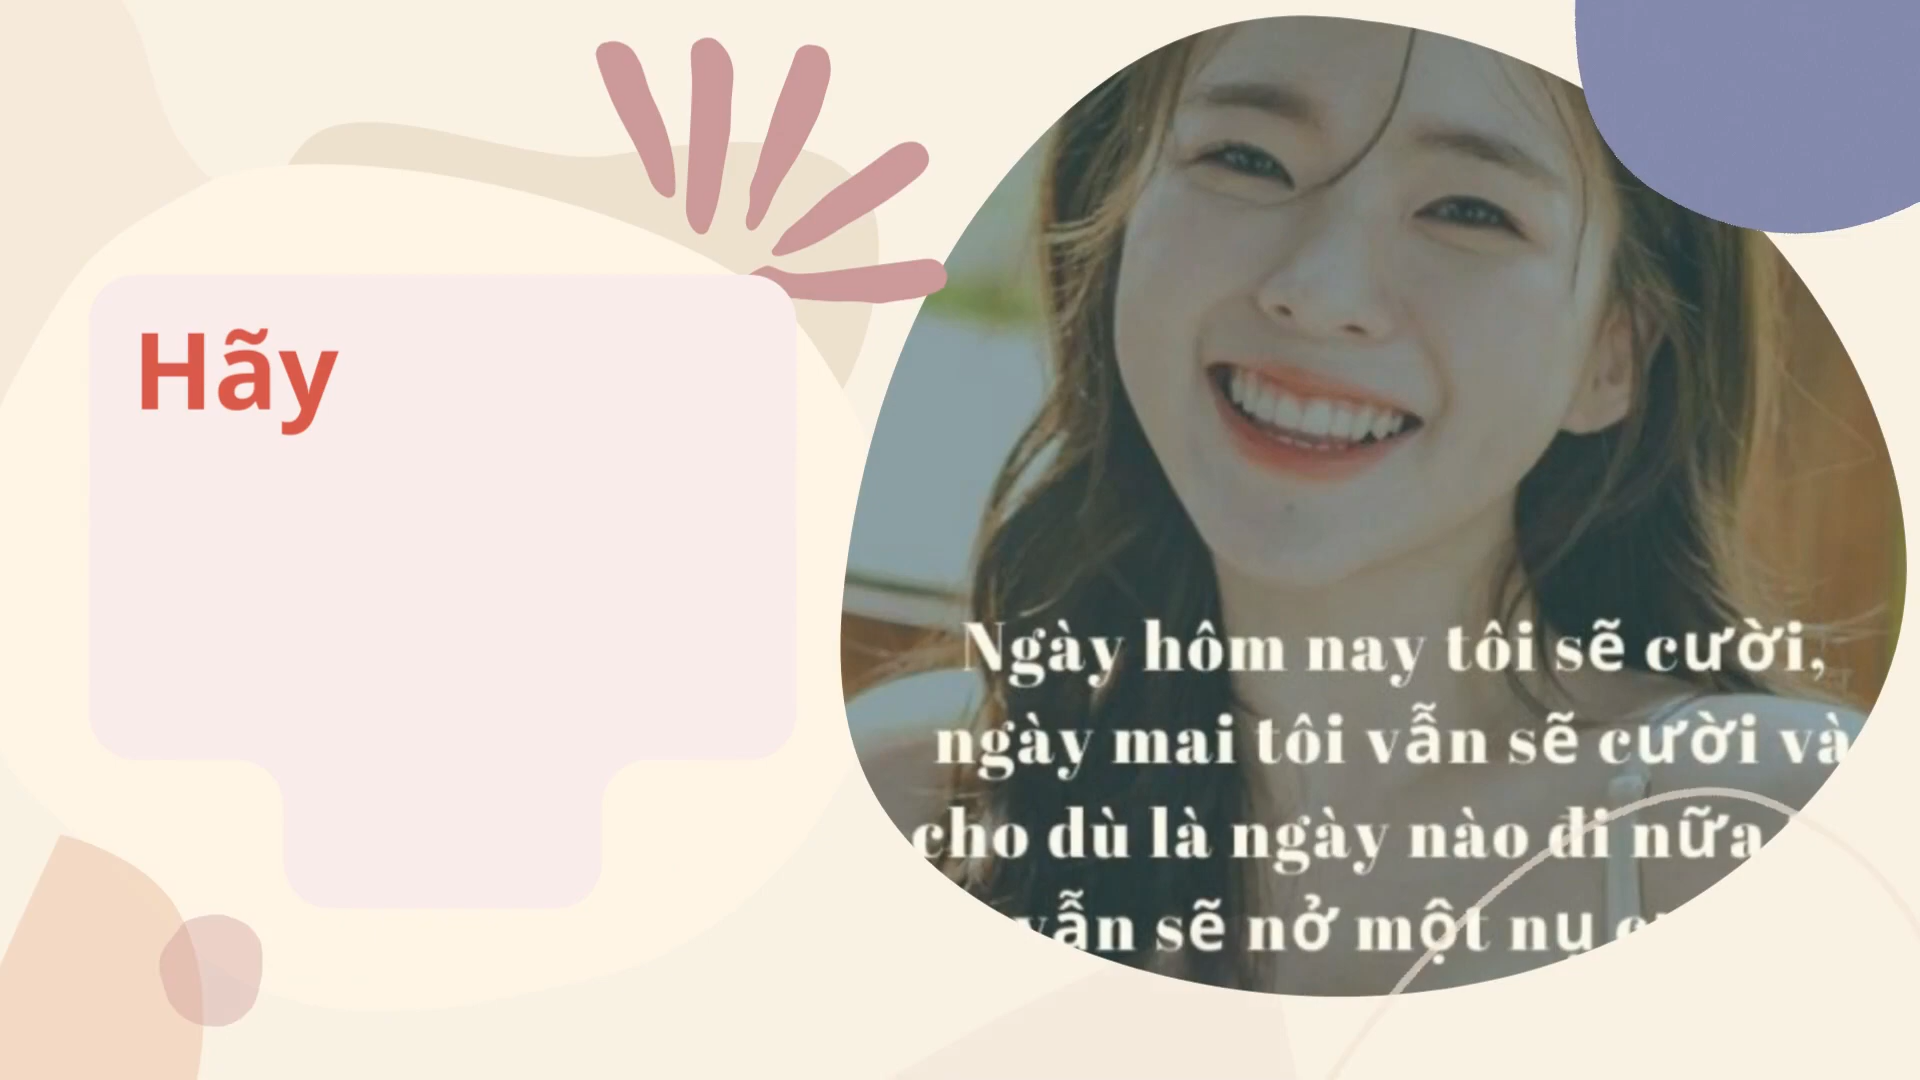 Hãy
Ngày hôm nay tôi sẽ cười,
ngày mai tôi vẫn sẽ cười và
cho dù là ngày nào đi nữa
vẫn sẽ nở một nụ